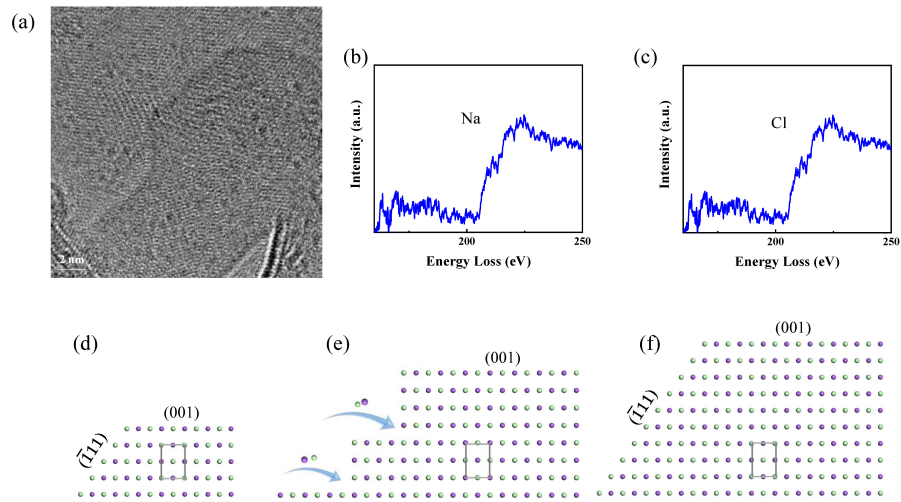 (a)
2 nm
(b)
Na
Intensity (a.u.)
200
250
Energy Loss (eV)
(c)
Cl
Intensity (a.u.)
200
250
Energy Loss (eV)
(d)
(001)
(1̅11)
(e)
(001)
(f)
(001)
(1̅11)